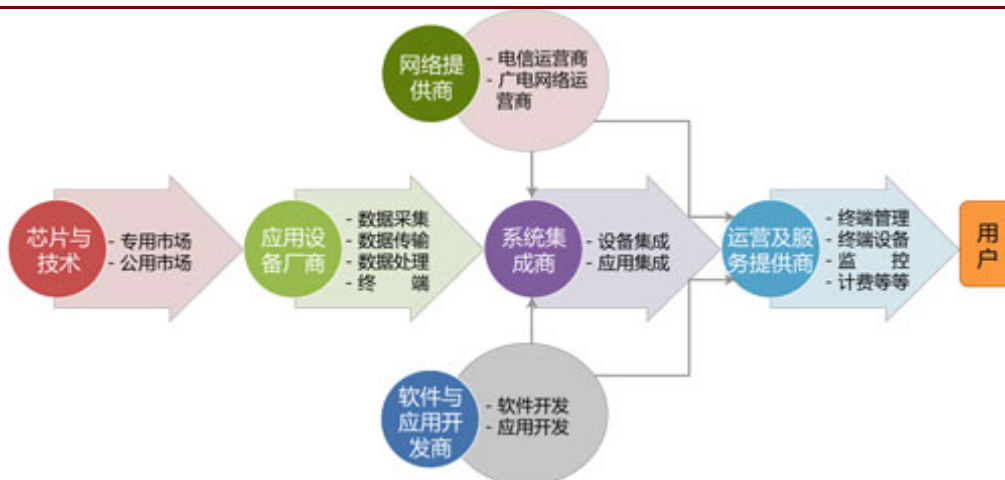 网络提
供商
- 电信运营商
- 广电网络运
营商
芯片与
技术
- 专用市场
- 公用市场
应用设
备厂商
- 数据采集
- 数据传输
- 数据处理
- 终 端
系统集
成商
- 设备集成
- 应用集成
运营及服
务提供商
- 终端管理
- 终端设备
- 监 控
- 计费等等
用
户
软件与
应用开
发商
- 软件开发
- 应用开发